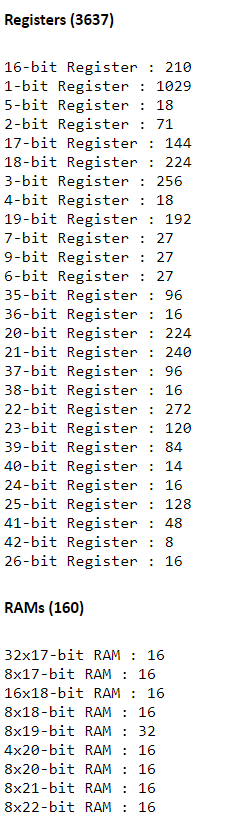 Registers (3637)
16-bit Register : 210
1-bit Register : 1029
5-bit Register : 18
2-bit Register : 71
17-bit Register : 144
18-bit Register : 224
3-bit Register : 256
4-bit Register : 18
19-bit Register : 192
7-bit Register : 27
9-bit Register : 27
6-bit Register : 27
35-bit Register : 96
36-bit Register : 16
20-bit Register : 224
21-bit Register : 240
37-bit Register : 96
38-bit Register : 16
22-bit Register : 272
23-bit Register : 120
39-bit Register : 84
40-bit Register : 14
24-bit Register : 16
25-bit Register : 128
41-bit Register : 48
42-bit Register : 8
26-bit Register : 16
RAMs (160)
32x17-bit RAM : 16
8x17-bit RAM : 16
16x18-bit RAM : 16
8x18-bit RAM : 16
8x19-bit RAM : 32
4x20-bit RAM : 16
8x20-bit RAM : 16
8x21-bit RAM : 16
8x22-bit RAM : 16